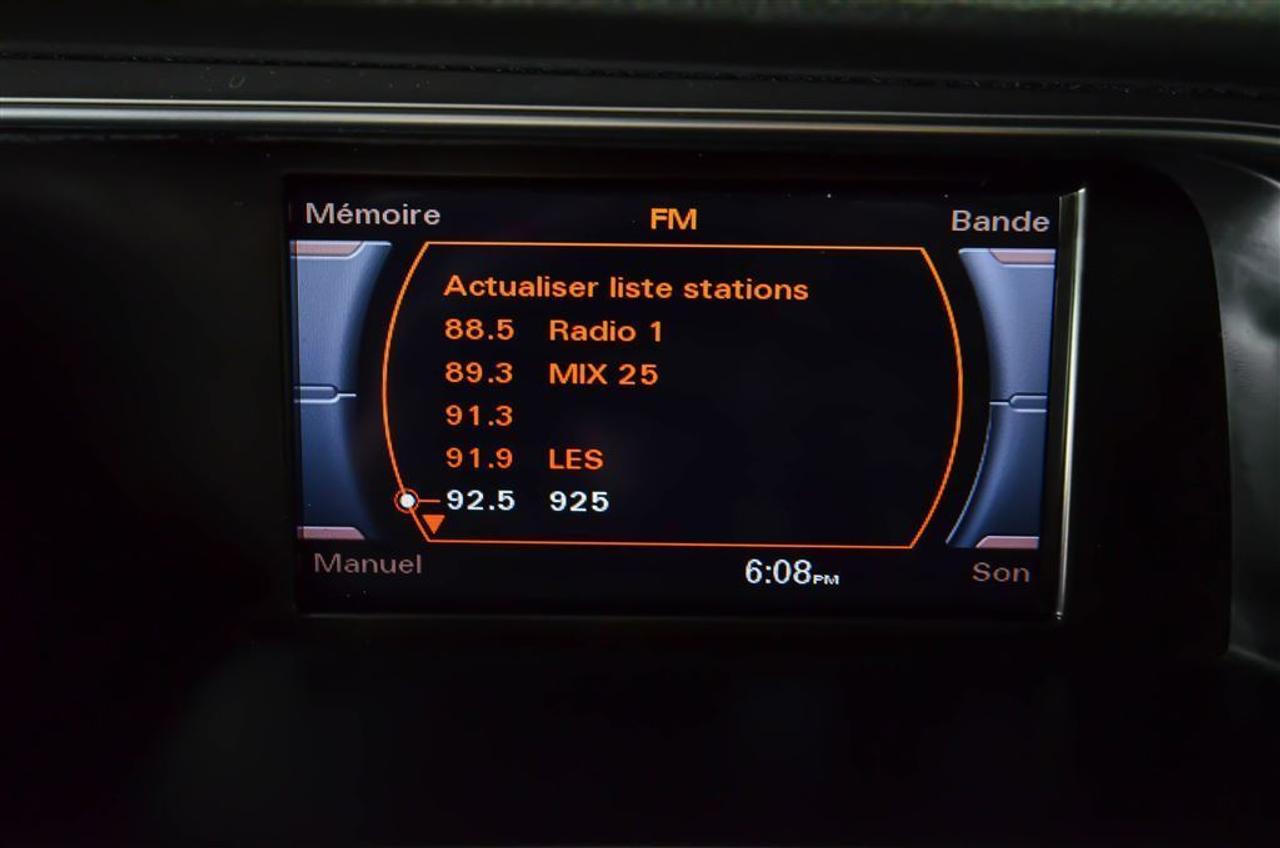 Mémoire FM Bande
Actualiser liste stations
88.5 Radio 1
89.3 MIX 25
91.3
91.9 LES
92.5 925
Manuel 6:08PM Son